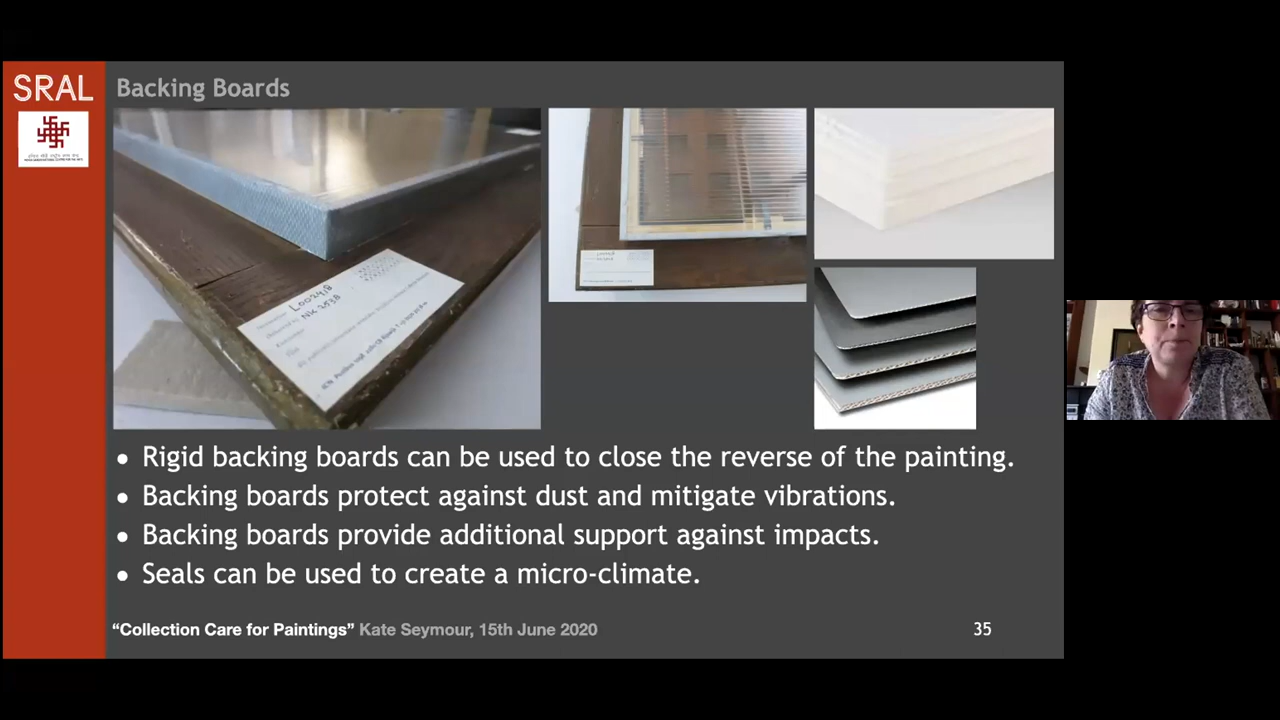 SRAL
Backing Boards
L002418
• Rigid backing boards can be used to close the reverse of the painting.
• Backing boards protect against dust and mitigate vibrations.
• Backing boards provide additional support against impacts.
• Seals can be used to create a micro-climate.
“Collection Care for Paintings” Kate Seymour, 15th June 2020
35